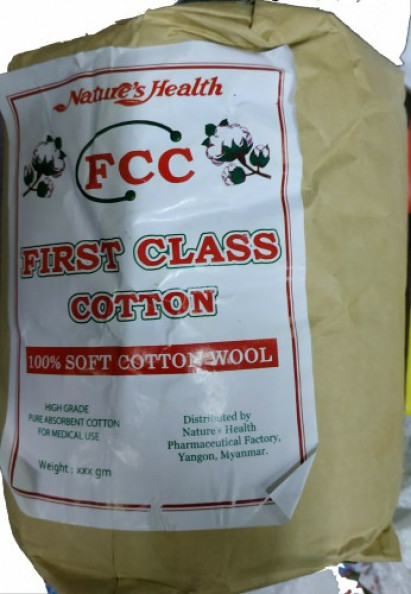 Nature's Health
FCC
FIRST CLASS
COTTON
100% SOFT COTTON WOOL
HIGH GRADE
PURE ABSORBENT COTTON
FOR MEDICAL USE
Weight : xxx gm
Distributed by
Nature's Health
Pharmaceutical Factory,
Yangon, Myanmar.